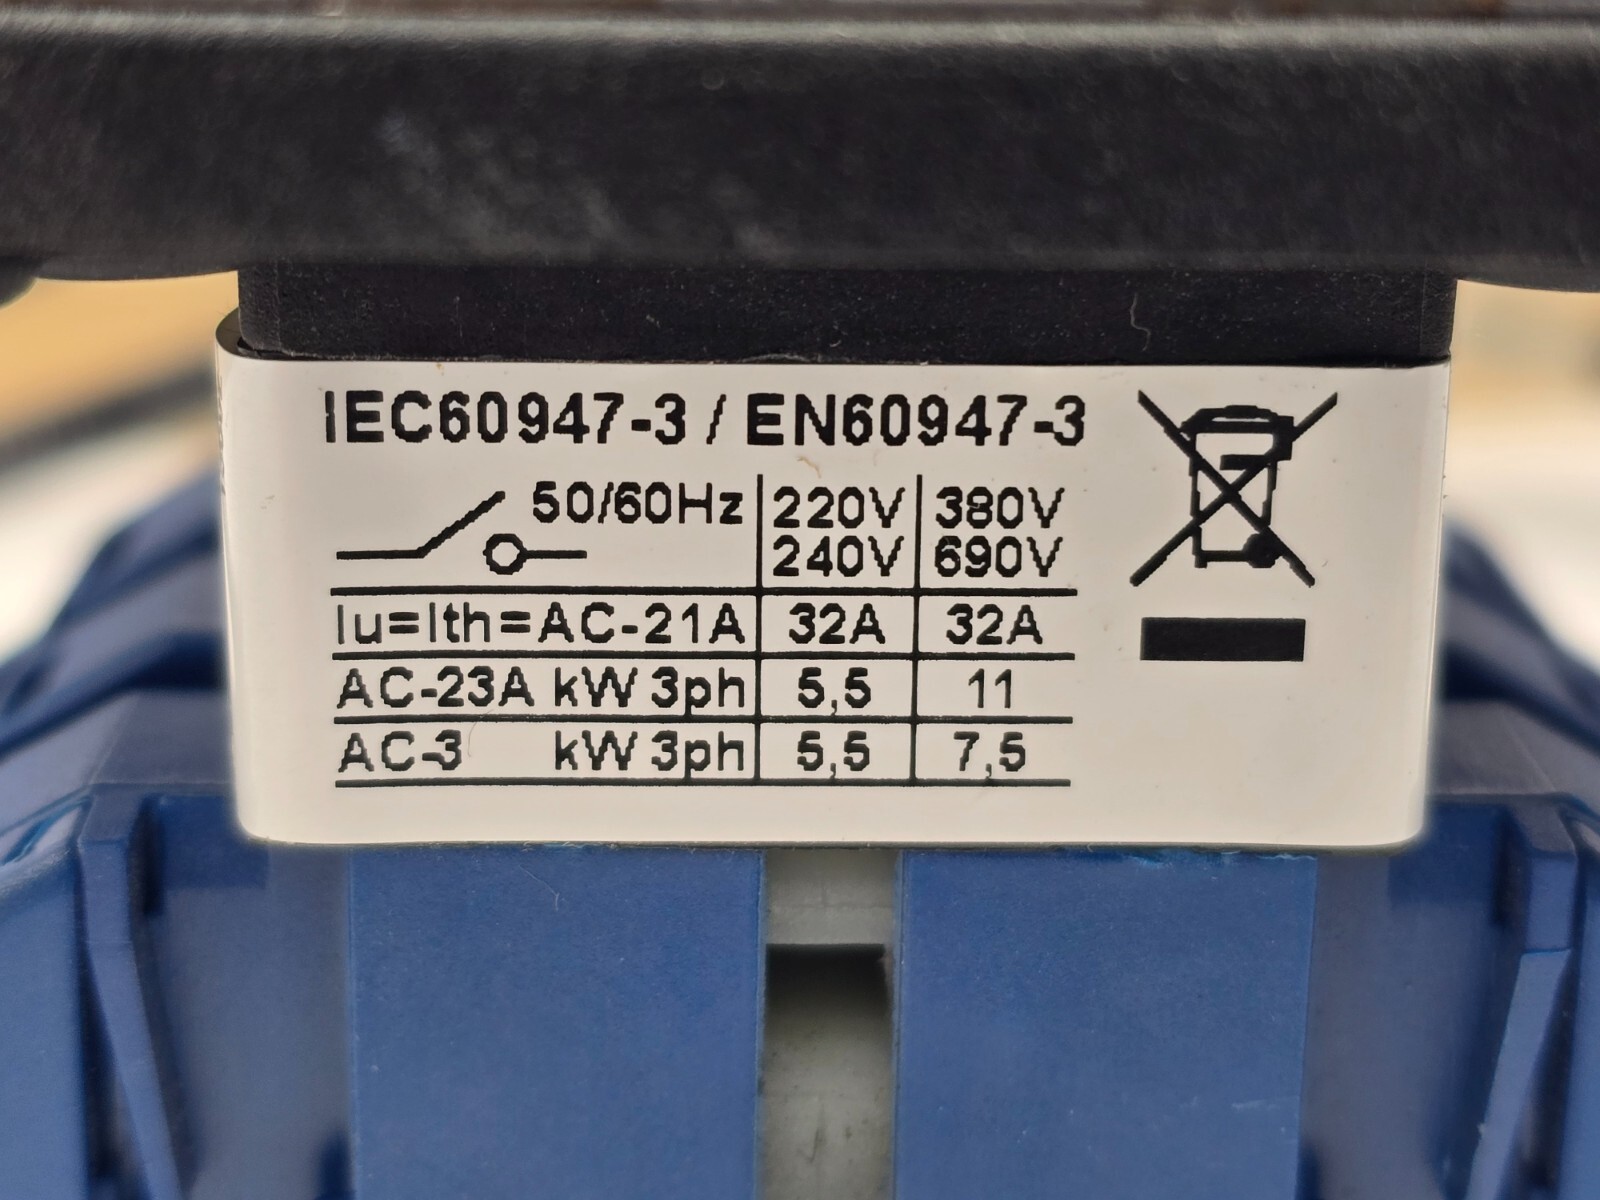 IEC60947-3 / EN60947-3
50/60Hz 220V 380V
240V 690V
Iu=Ith=AC-21A 32A 32A
AC-23A kW 3ph 5,5 11
AC-3 kW 3ph 5,5 7,5